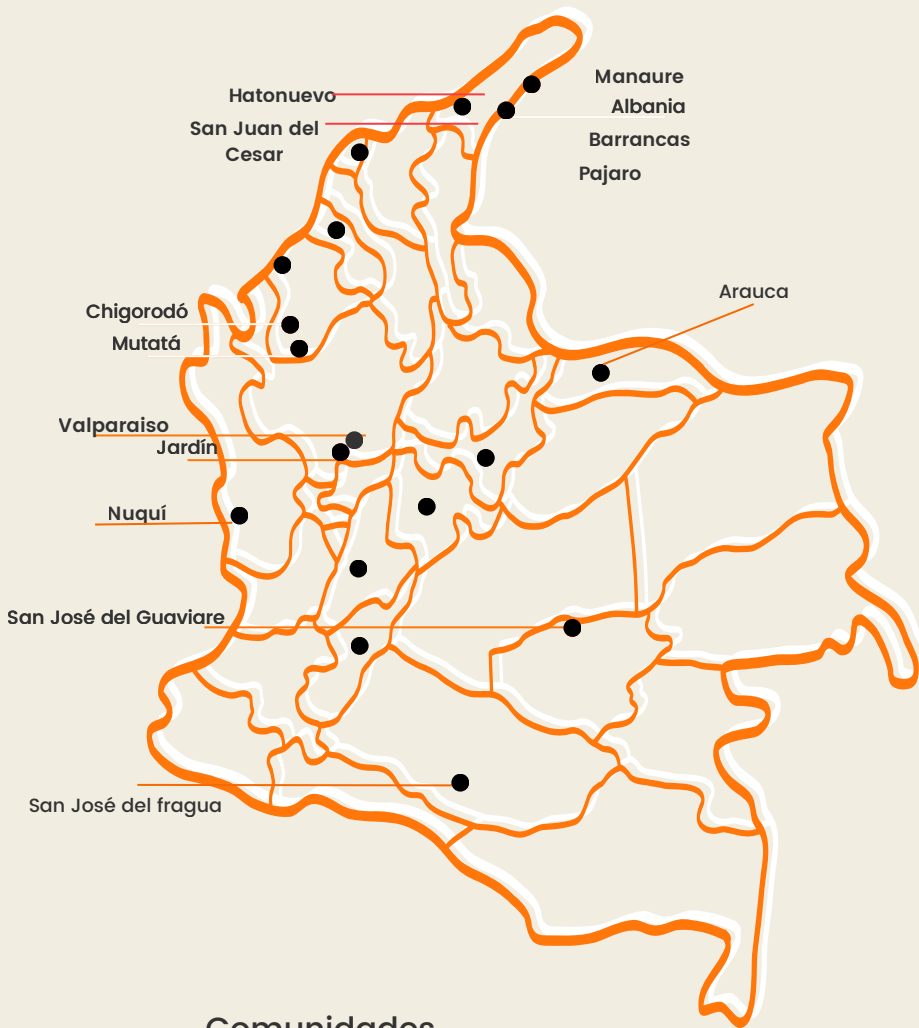 Manaure
Hatonuevo
Albania
San Juan del
Cesar
Barrancas
Pajaro
Arauca
Chigorodó
Mutatá
Valparaiso
Jardín
Nuquí
San José del Guaviare
San José del fragua
Comunidades